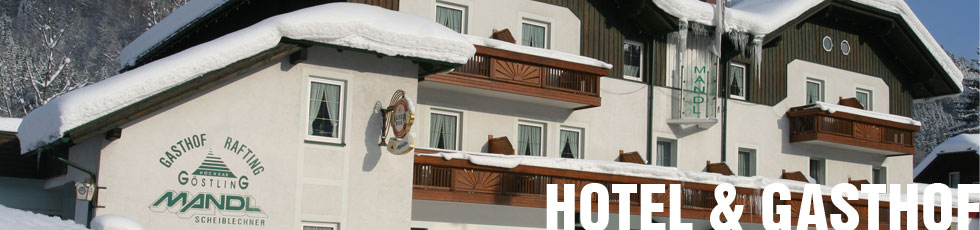 GASTHOF RAFTING
HOCHKAR
GÖSTLING
MANDL
SCHEIBLECHNER
MANDL
HOTEL & GASTHOF